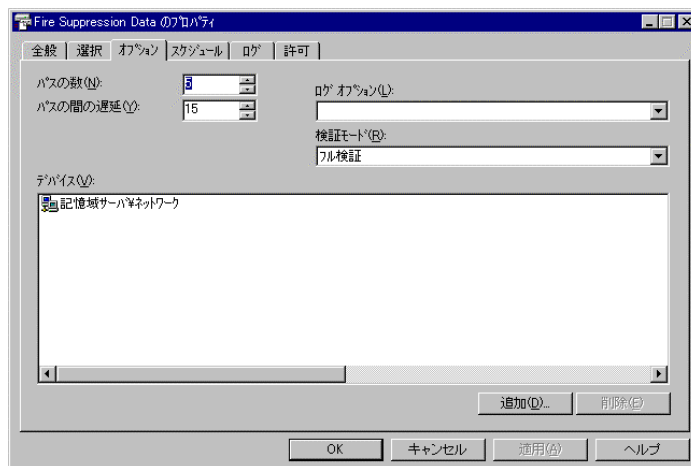 Fire Suppression Data のプロパティ
全般 選択 オプション スケジュール ログ 許可
パスの数(N): 5
パスの間の遅延(Y): 15
ログ オプション(L):
検証モード(R):
フル検証
デバイス(V):
記憶域サーバ¥ネットワーク
追加(D)... 削除(E)
OK キャンセル 適用(A) ヘルプ